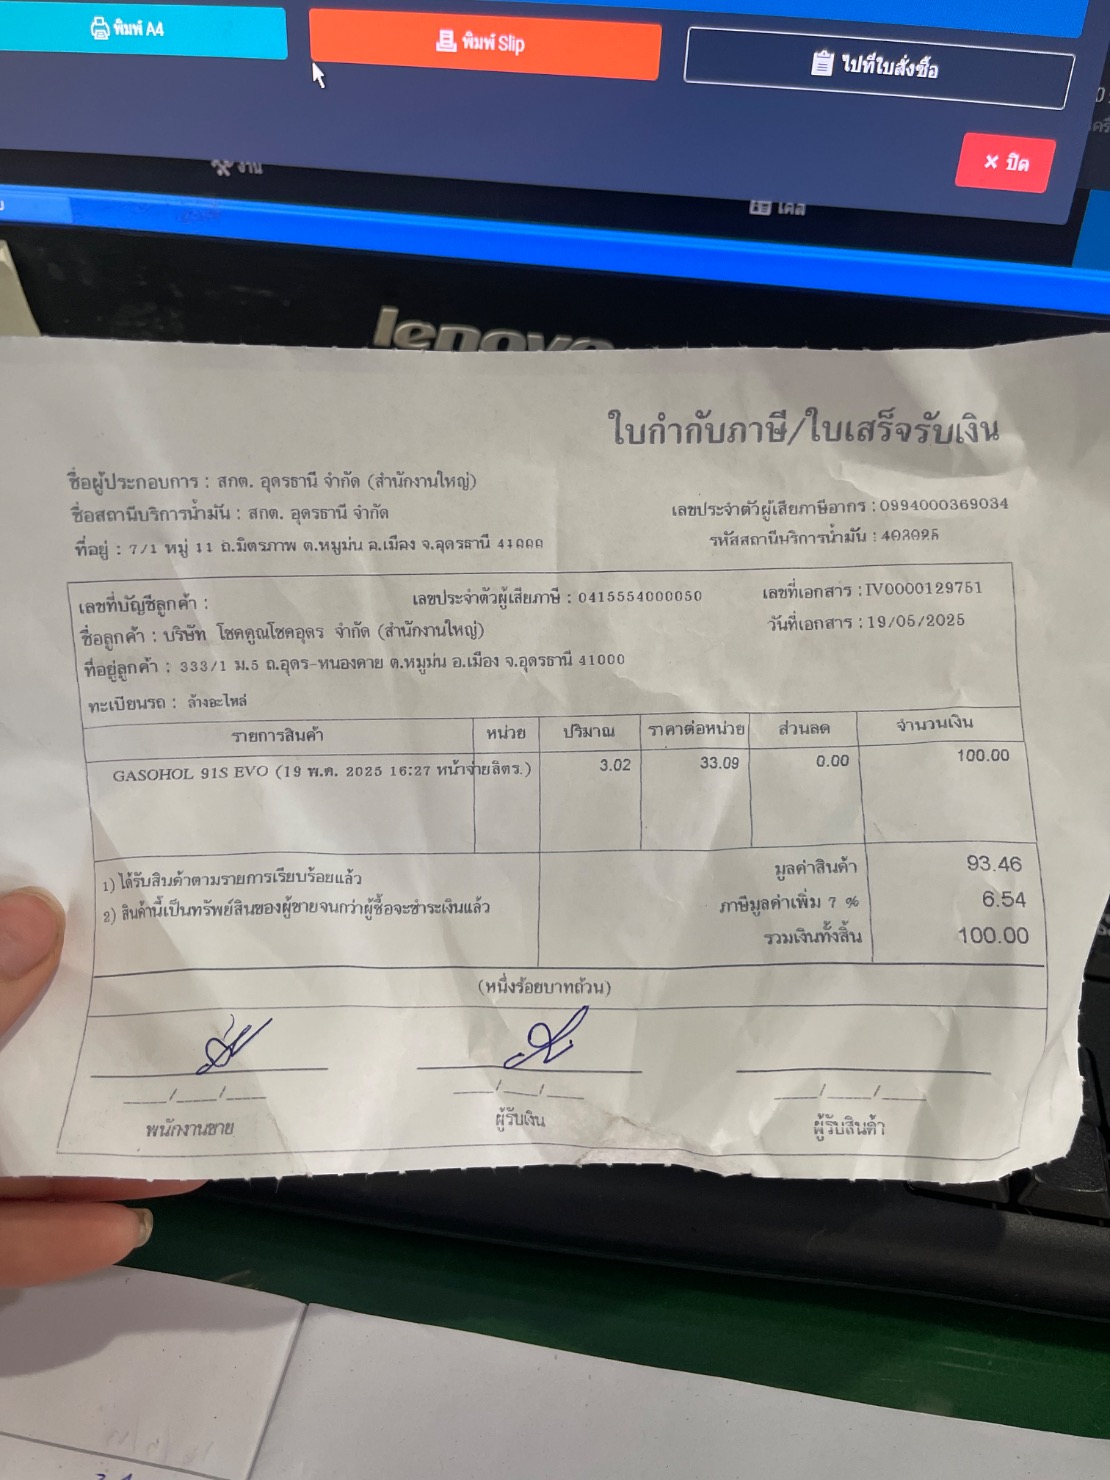 พิมพ์ A4
พิมพ์ Slip
ไปที่ใบสั่งซื้อ
× ปิด
งาน
lenovo
ใบกำกับภาษี/ใบเสร็จรับเงิน
ชื่อผู้ประกอบการ : สกต. อุดรธานี จำกัด (สำนักงานใหญ่)
ชื่อสถานีบริการน้ำมัน : สกต. อุดรธานี จำกัด
เลขประจำตัวผู้เสียภาษีอากร : 0994000369034
ที่อยู่ : 7/1 หมู่ 11 ถ.มิตรภาพ ต.หมูม่น อ.เมือง จ.อุดรธานี 41000
รหัสสถานีบริการน้ำมัน :
เลขที่บัญชีลูกค้า :
เลขประจำตัวผู้เสียภาษี : 0415554000050
เลขที่เอกสาร : IV0000129751
ชื่อลูกค้า : บริษัท โชคคูณโชคอุดร จำกัด (สำนักงานใหญ่)
วันที่เอกสาร : 19/05/2025
ที่อยู่ลูกค้า : 333/1 ม.5 ถ.อุดร-หนองคาย ต.หมูม่น อ.เมือง จ.อุดรธานี 41000
ทะเบียนรถ : ล้างอะไหล่
รายการสินค้า หน่วย ปริมาณ ราคาต่อหน่วย ส่วนลด จำนวนเงิน
GASOHOL 91S EVO (19 พ.ค. 2025 16:27 หน้าจ่ายลิตร.) 3.02 33.09 0.00 100.00
1) ได้รับสินค้าตามรายการเรียบร้อยแล้ว
มูลค่าสินค้า 93.46
2) สินค้านี้เป็นทรัพย์สินของผู้ขายจนกว่าผู้ซื้อจะชำระเงินแล้ว
ภาษีมูลค่าเพิ่ม 7 % 6.54
รวมเงินทั้งสิ้น 100.00
(หนึ่งร้อยบาทถ้วน)
____/____/____ ____/____/____ ____/____/____
พนักงานขาย ผู้รับเงิน ผู้รับสินค้า